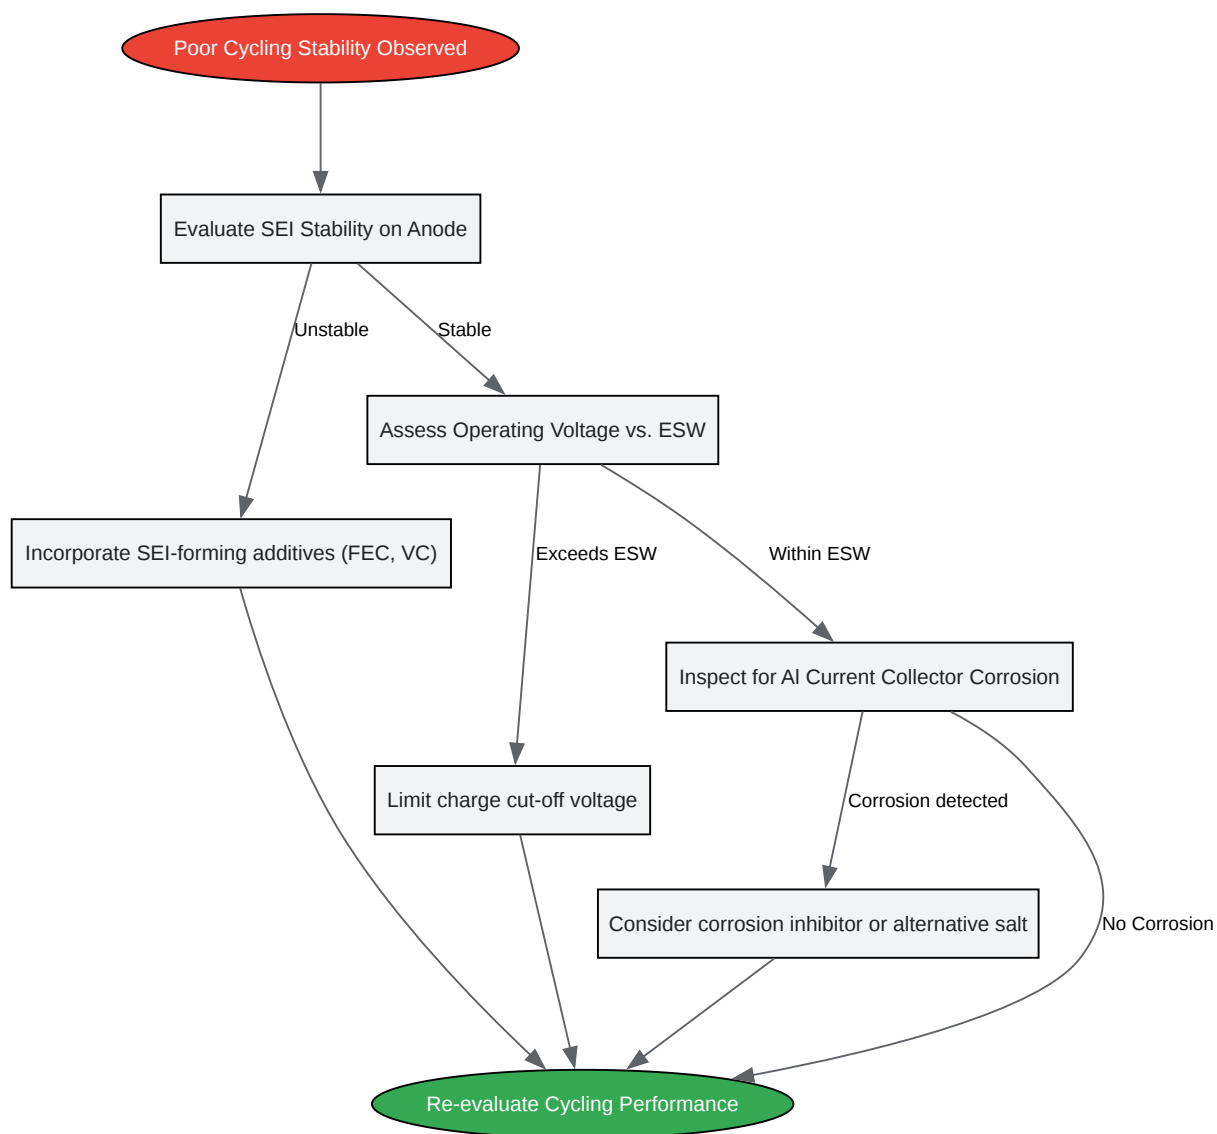 Poor Cycling Stability Observed
Evaluate SEI Stability on Anode
Unstable
Stable
Assess Operating Voltage vs. ESW
Incorporate SEI-forming additives (FEC, VC)
Exceeds ESW
Within ESW
Inspect for Al Current Collector Corrosion
Limit charge cut-off voltage
Corrosion detected
Consider corrosion inhibitor or alternative salt
No Corrosion
Re-evaluate Cycling Performance